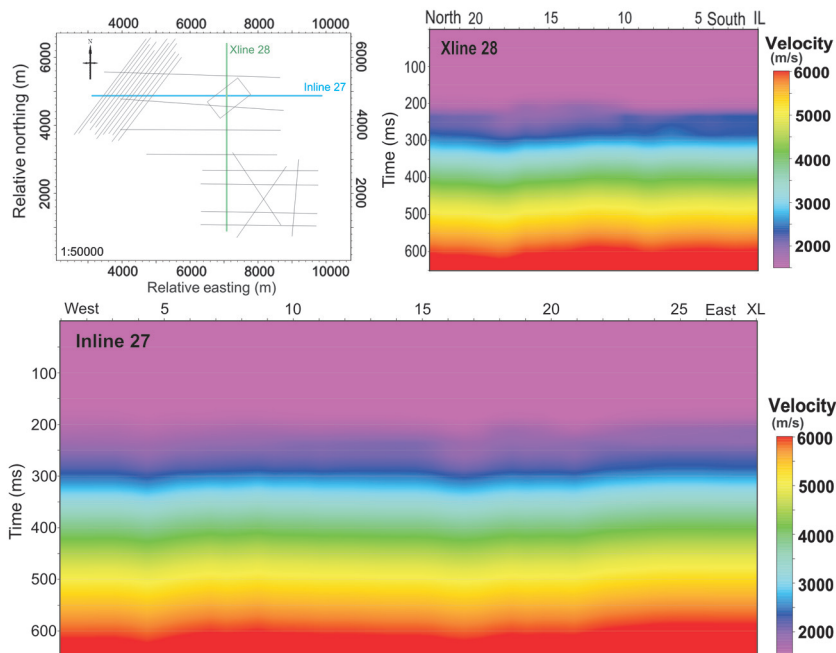 4000 6000 8000 10000
Xline 28
N
Inline 27
6000
4000
2000
6000
4000
2000
Relative northing (m)
1:50000
4000 6000 8000 10000
Relative easting (m)
North 20 15 10 5 South IL
Xline 28
100
200
300
400
500
600
Time (ms)
Velocity
(m/s)
6000
5000
4000
3000
2000
West 5 10 15 20 25 East XL
Inline 27
100
200
300
400
500
600
Time (ms)
Velocity
(m/s)
6000
5000
4000
3000
2000